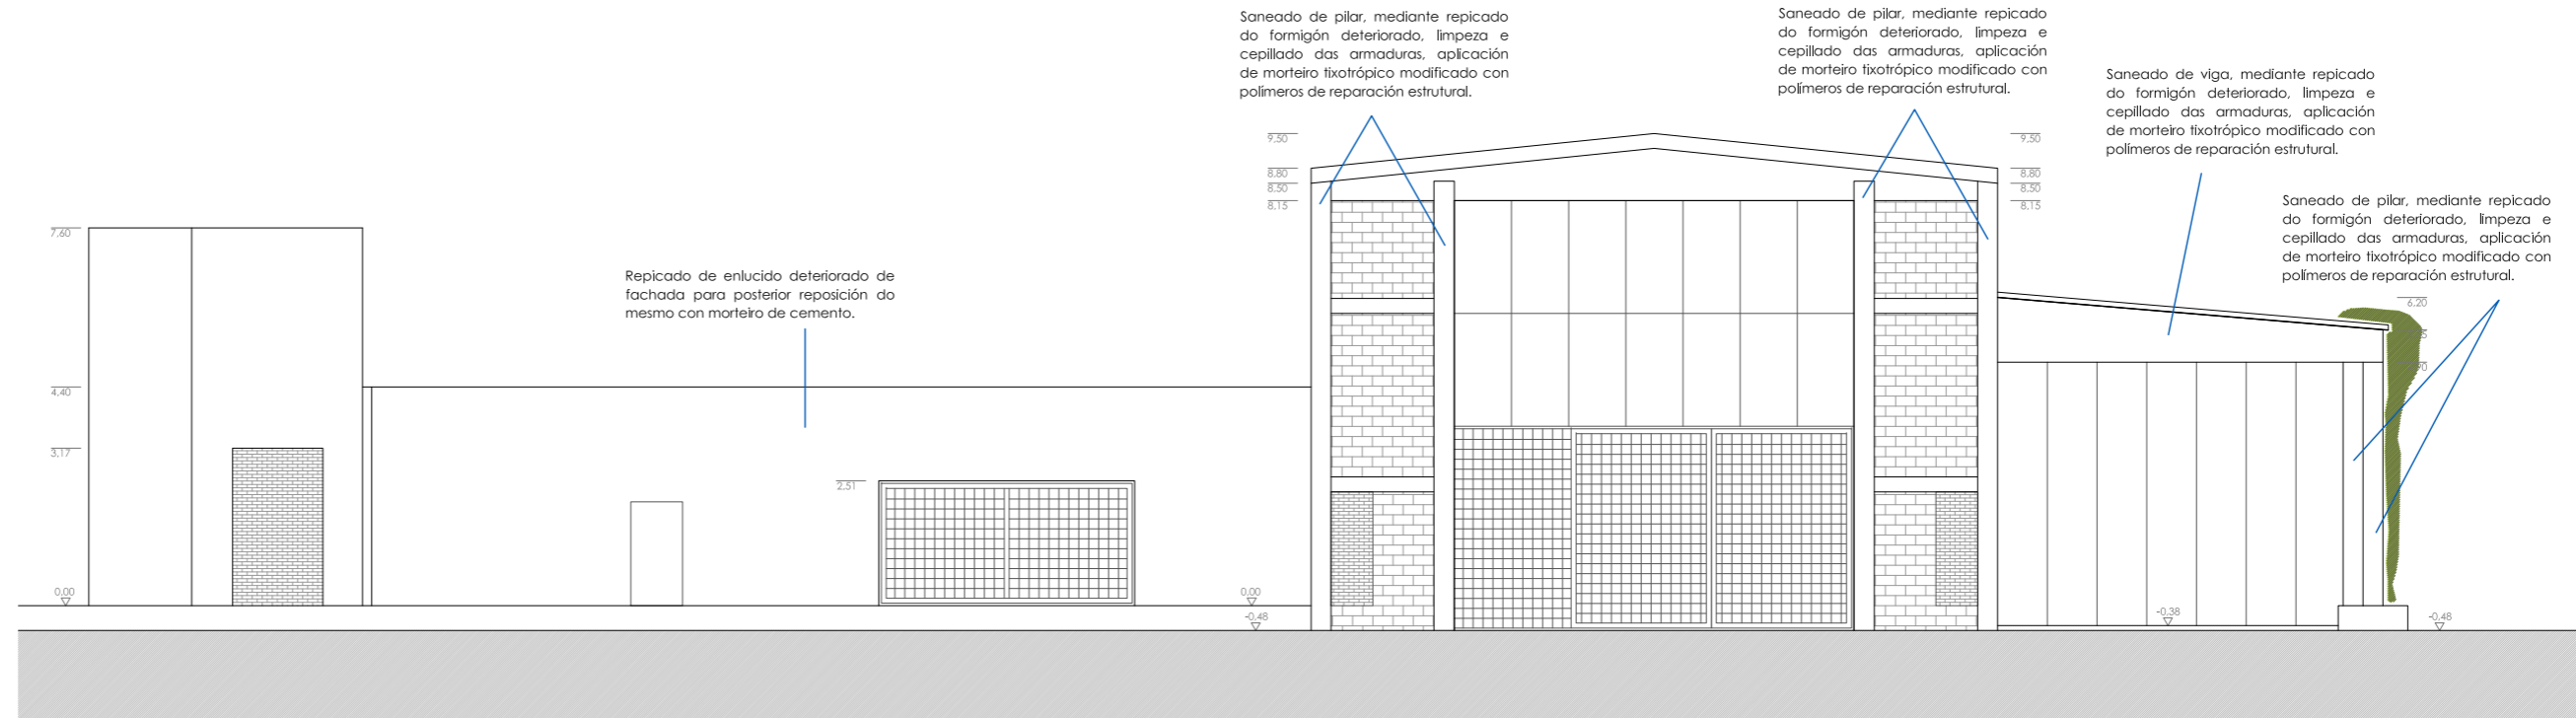 Saneado de pilar, mediante repicado
do formigón deteriorado, limpeza e
cepillado das armaduras, aplicación
de morteiro tixotrópico modificado con
polímeros de reparación estrutural.
Saneado de pilar, mediante repicado
do formigón deteriorado, limpeza e
cepillado das armaduras, aplicación
de morteiro tixotrópico modificado con
polímeros de reparación estrutural.
Saneado de viga, mediante repicado
do formigón deteriorado, limpeza e
cepillado das armaduras, aplicación
de morteiro tixotrópico modificado con
polímeros de reparación estrutural.
Saneado de pilar, mediante repicado
do formigón deteriorado, limpeza e
cepillado das armaduras, aplicación
de morteiro tixotrópico modificado con
polímeros de reparación estrutural.
Repicado de enlucido deteriorado de
fachada para posterior reposición do
mesmo con morteiro de cemento.
9,50
8,80
8,50
8,15
9,50
8,80
8,50
8,15
7,60
4,40
3,17
2,51
6,20
0,00
0,00
-0,48
-0,38
-0,48